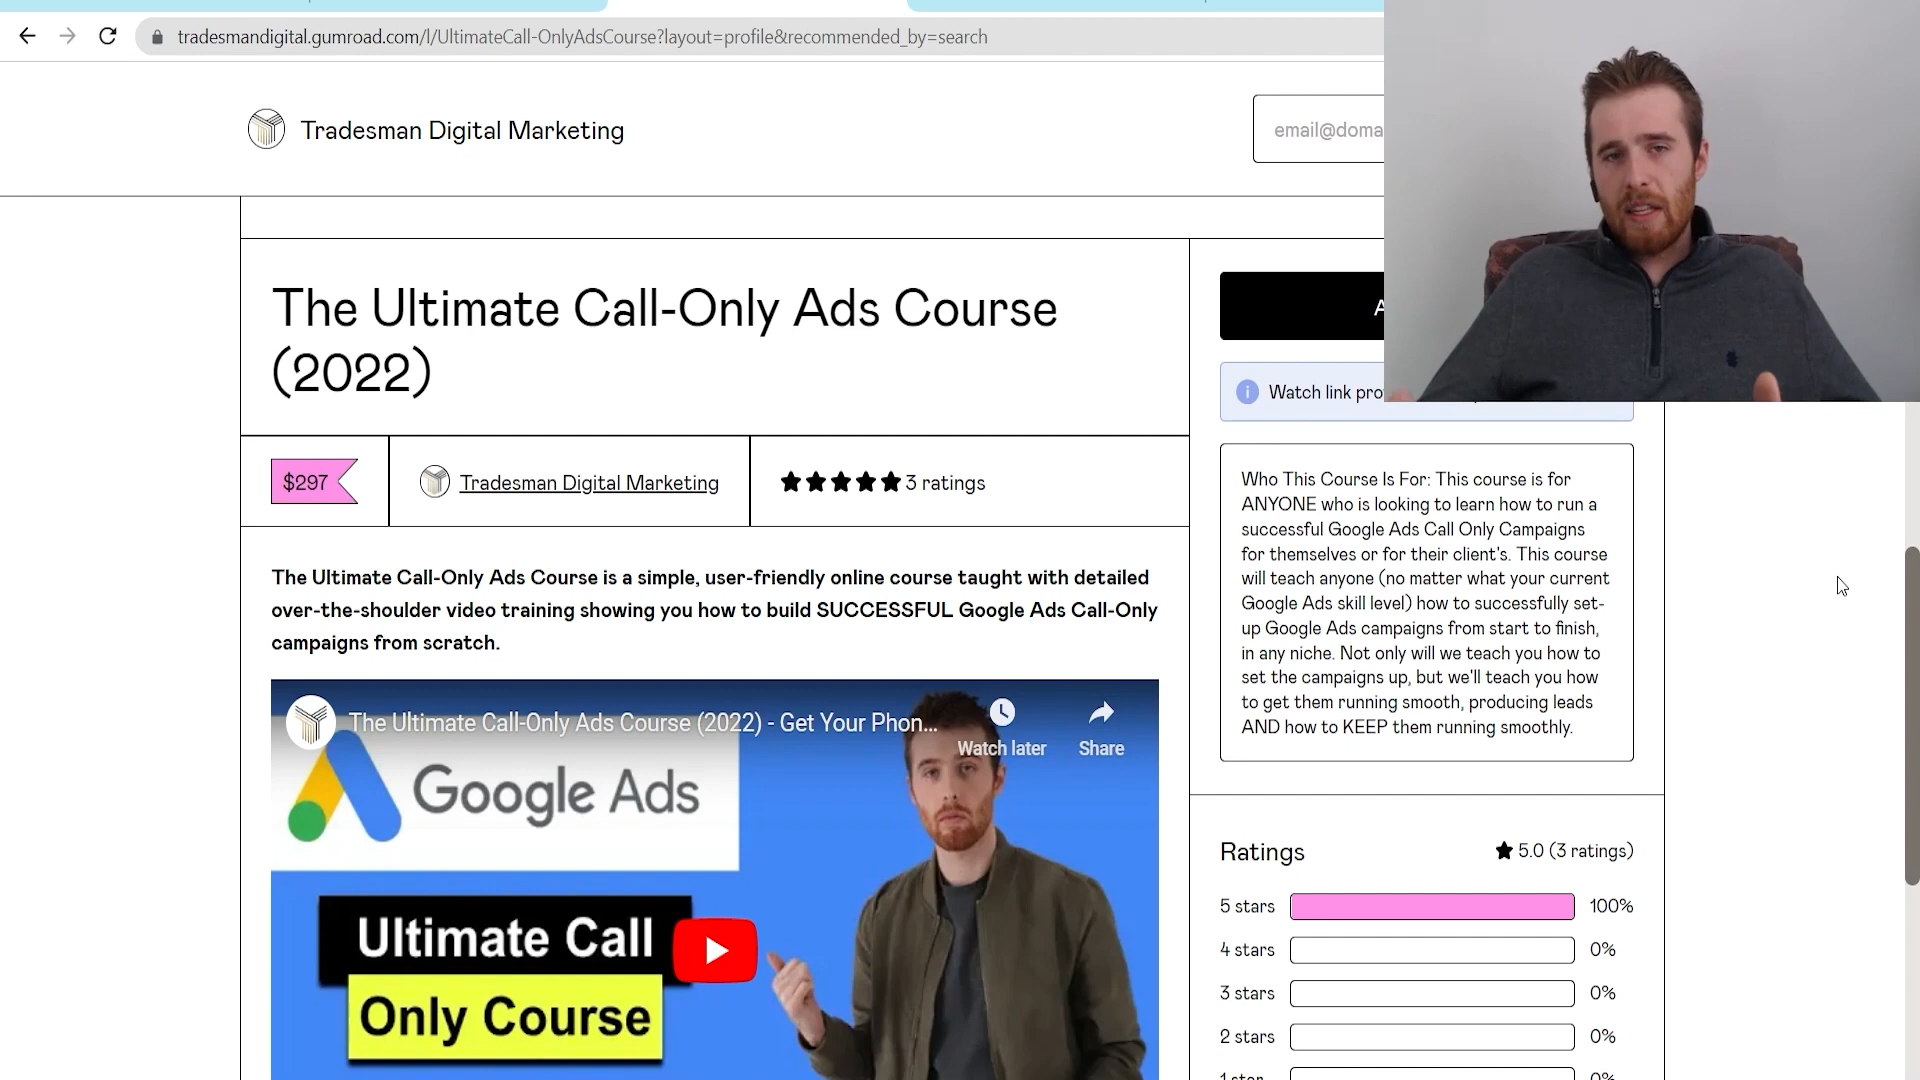 tradesmandigital.gumroad.com/l/UltimateCall-OnlyAdsCourse?layout=profile&recommended_by=search
Tradesman Digital Marketing
email@doma
The Ultimate Call-Only Ads Course
(2022)
$297
Tradesman Digital Marketing
3 ratings
The Ultimate Call-Only Ads Course is a simple, user-friendly online course taught with detailed
over-the-shoulder video training showing you how to build SUCCESSFUL Google Ads Call-Only
campaigns from scratch.
The Ultimate Call-Only Ads Course (2022) - Get Your Phon...
Watch later
Share
Google Ads
Ultimate Call
Only Course
A
Watch link pro
Who This Course Is For: This course is for
ANYONE who is looking to learn how to run a
successful Google Ads Call Only Campaigns
for themselves or for their client's. This course
will teach anyone (no matter what your current
Google Ads skill level) how to successfully set-
up Google Ads campaigns from start to finish,
in any niche. Not only will we teach you how to
set the campaigns up, but we'll teach you how
to get them running smooth, producing leads
AND how to KEEP them running smoothly.
Ratings
5.0 (3 ratings)
5 stars 100%
4 stars 0%
3 stars 0%
2 stars 0%
1 star 0%